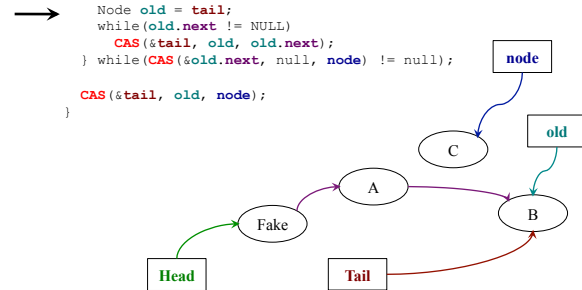 Node old = tail;
while(old.next != NULL)
CAS(&tail, old, old.next);
} while(CAS(&old.next, null, node) != null);
CAS(&tail, old, node);
}
node
old
C
A
B
Fake
Head
Tail